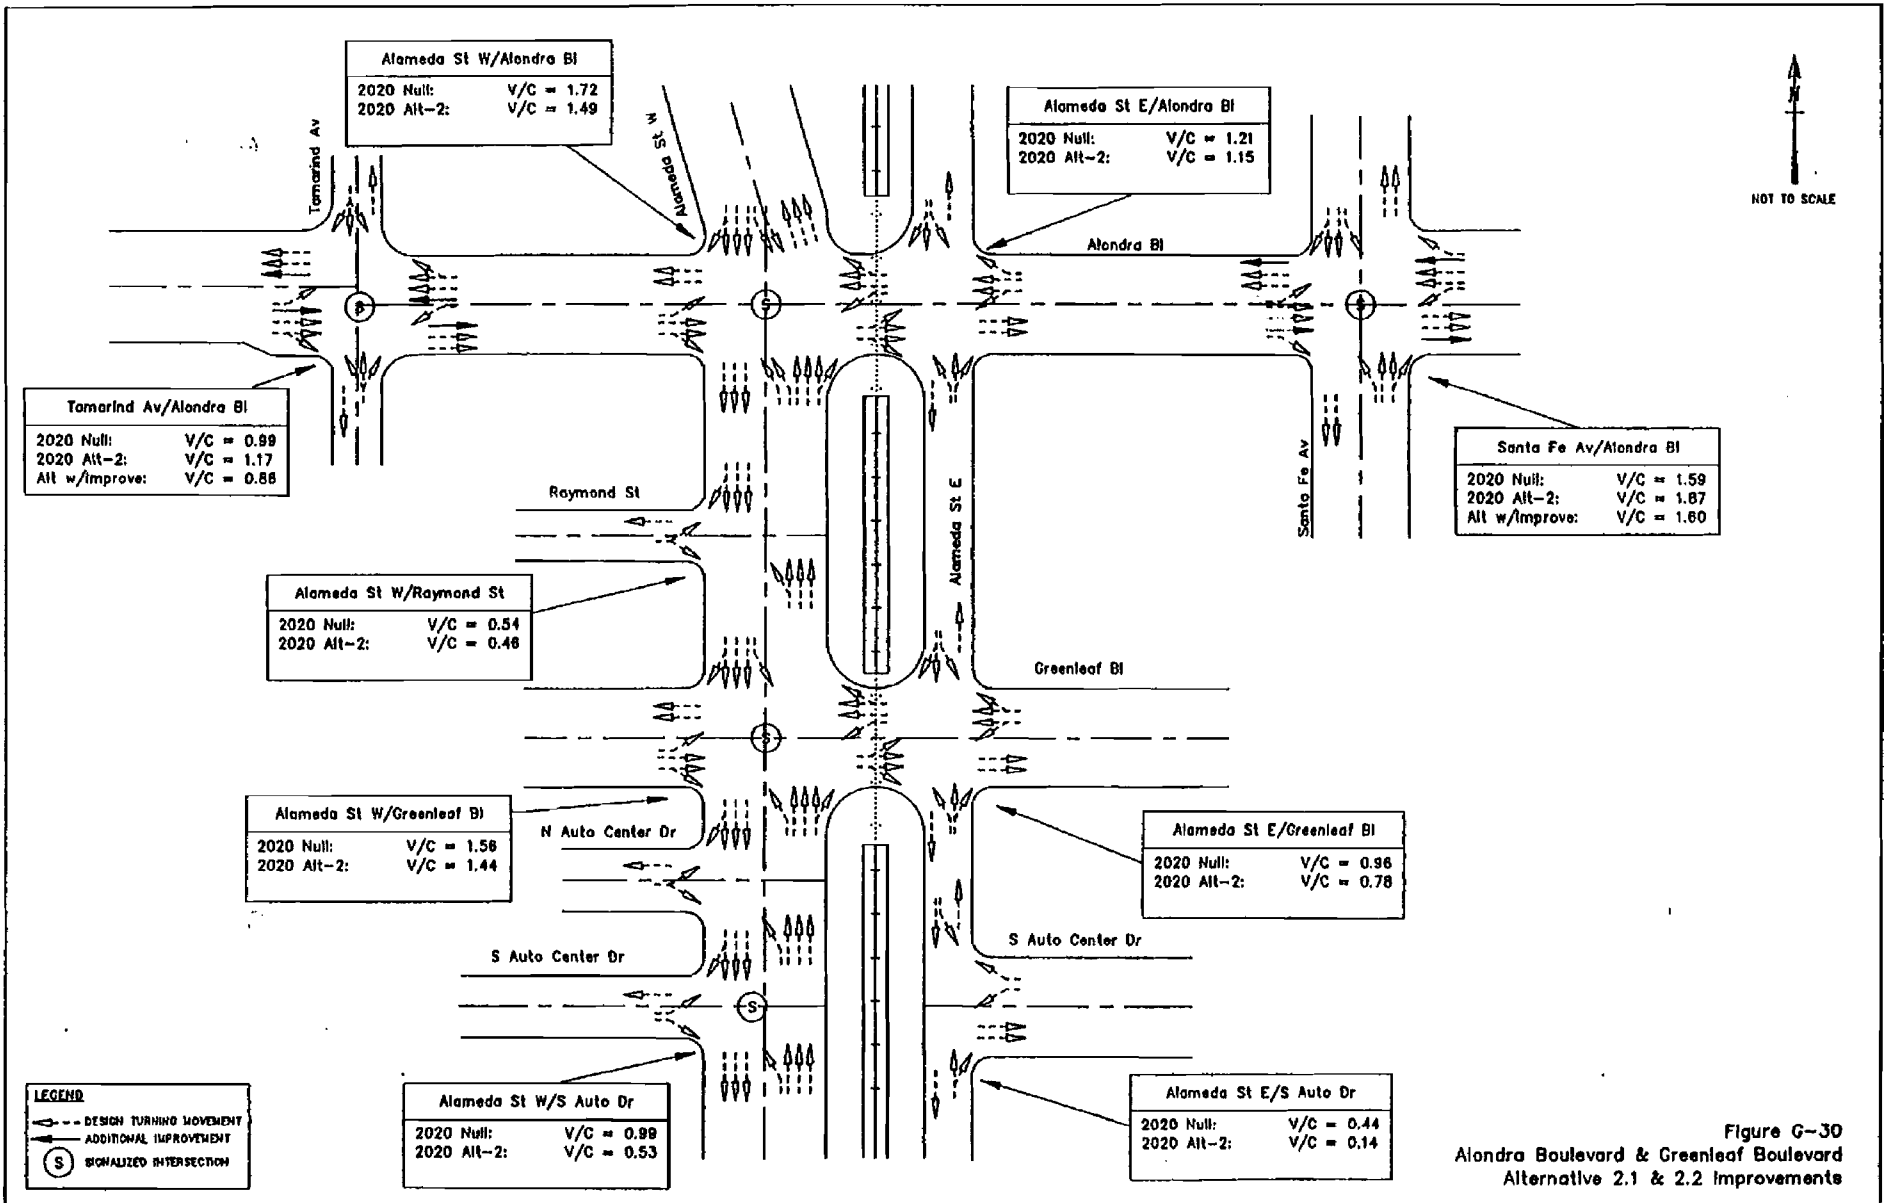 Alameda St W/Alondra Bl
2020 Null: V/C = 1.72
2020 Alt-2: V/C = 1.49
Alameda St E/Alondra Bl
2020 Null: V/C = 1.21
2020 Alt-2: V/C = 1.15
N
NOT TO SCALE
Tamarind Av
Alameda St W
Alondra Bl
S
S
S
Tamarind Av/Alondra Bl
2020 Null: V/C = 0.99
2020 Alt-2: V/C = 1.17
Alt w/Improve: V/C = 0.86
Santa Fe Av/Alondra Bl
2020 Null: V/C = 1.59
2020 Alt-2: V/C = 1.67
Alt w/Improve: V/C = 1.60
Santa Fe Av
Raymond St
Alameda St E
Alameda St W/Raymond St
2020 Null: V/C = 0.54
2020 Alt-2: V/C = 0.46
Greenleaf Bl
S
Alameda St W/Greenleaf Bl
2020 Null: V/C = 1.56
2020 Alt-2: V/C = 1.44
N Auto Center Dr
Alameda St E/Greenleaf Bl
2020 Null: V/C = 0.96
2020 Alt-2: V/C = 0.78
S Auto Center Dr
S Auto Center Dr
S
LEGEND
DESIGN TURNING MOVEMENT
ADDITIONAL IMPROVEMENT
S SIGNALIZED INTERSECTION
Alameda St W/S Auto Dr
2020 Null: V/C = 0.99
2020 Alt-2: V/C = 0.53
Alameda St E/S Auto Dr
2020 Null: V/C = 0.44
2020 Alt-2: V/C = 0.14
Figure G-30
Alondra Boulevard & Greenleaf Boulevard
Alternative 2.1 & 2.2 Improvements